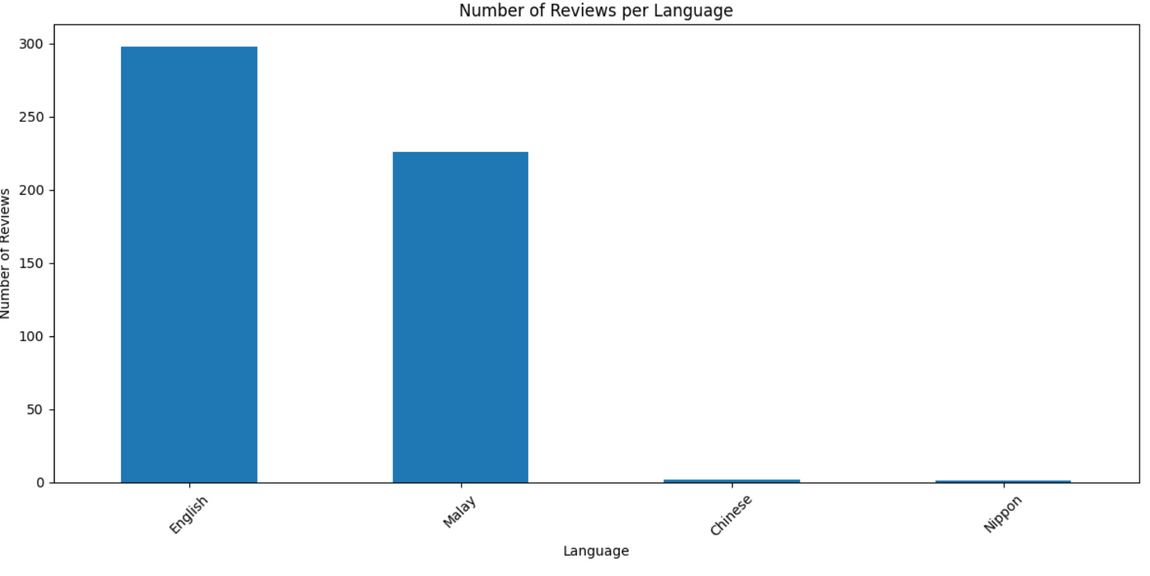 Number of Reviews per Language
Number of Reviews
300
250
200
150
100
50
0
English
Malay
Chinese
Nippon
Language